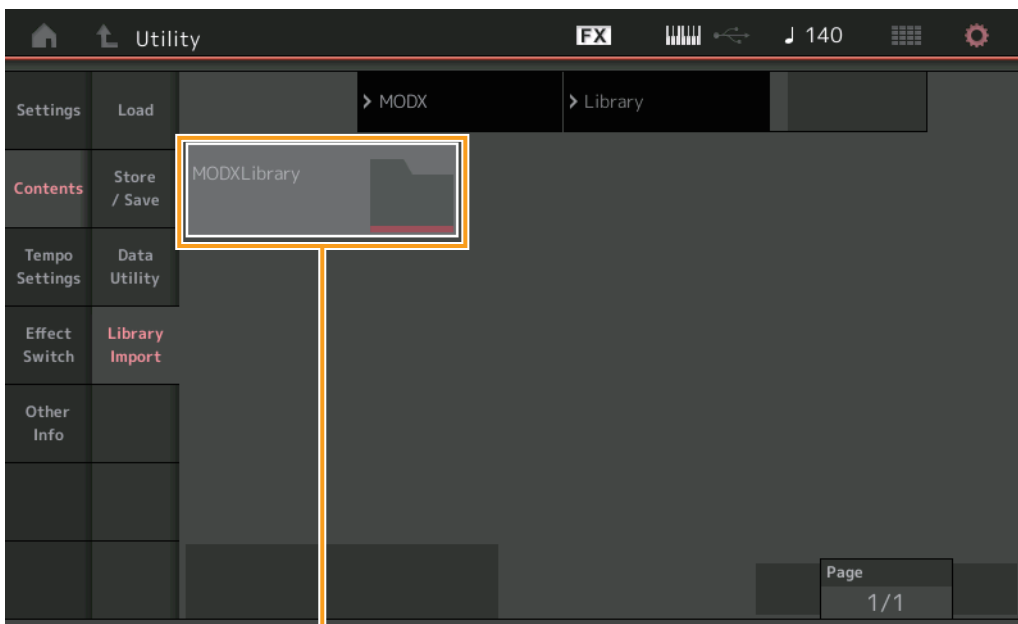 Utility
FX
♩ 140
Settings
Load
> MODX
> Library
Contents
Store
/ Save
MODXLibrary
Tempo
Settings
Data
Utility
Effect
Switch
Library
Import
Other
Info
Page
1/1